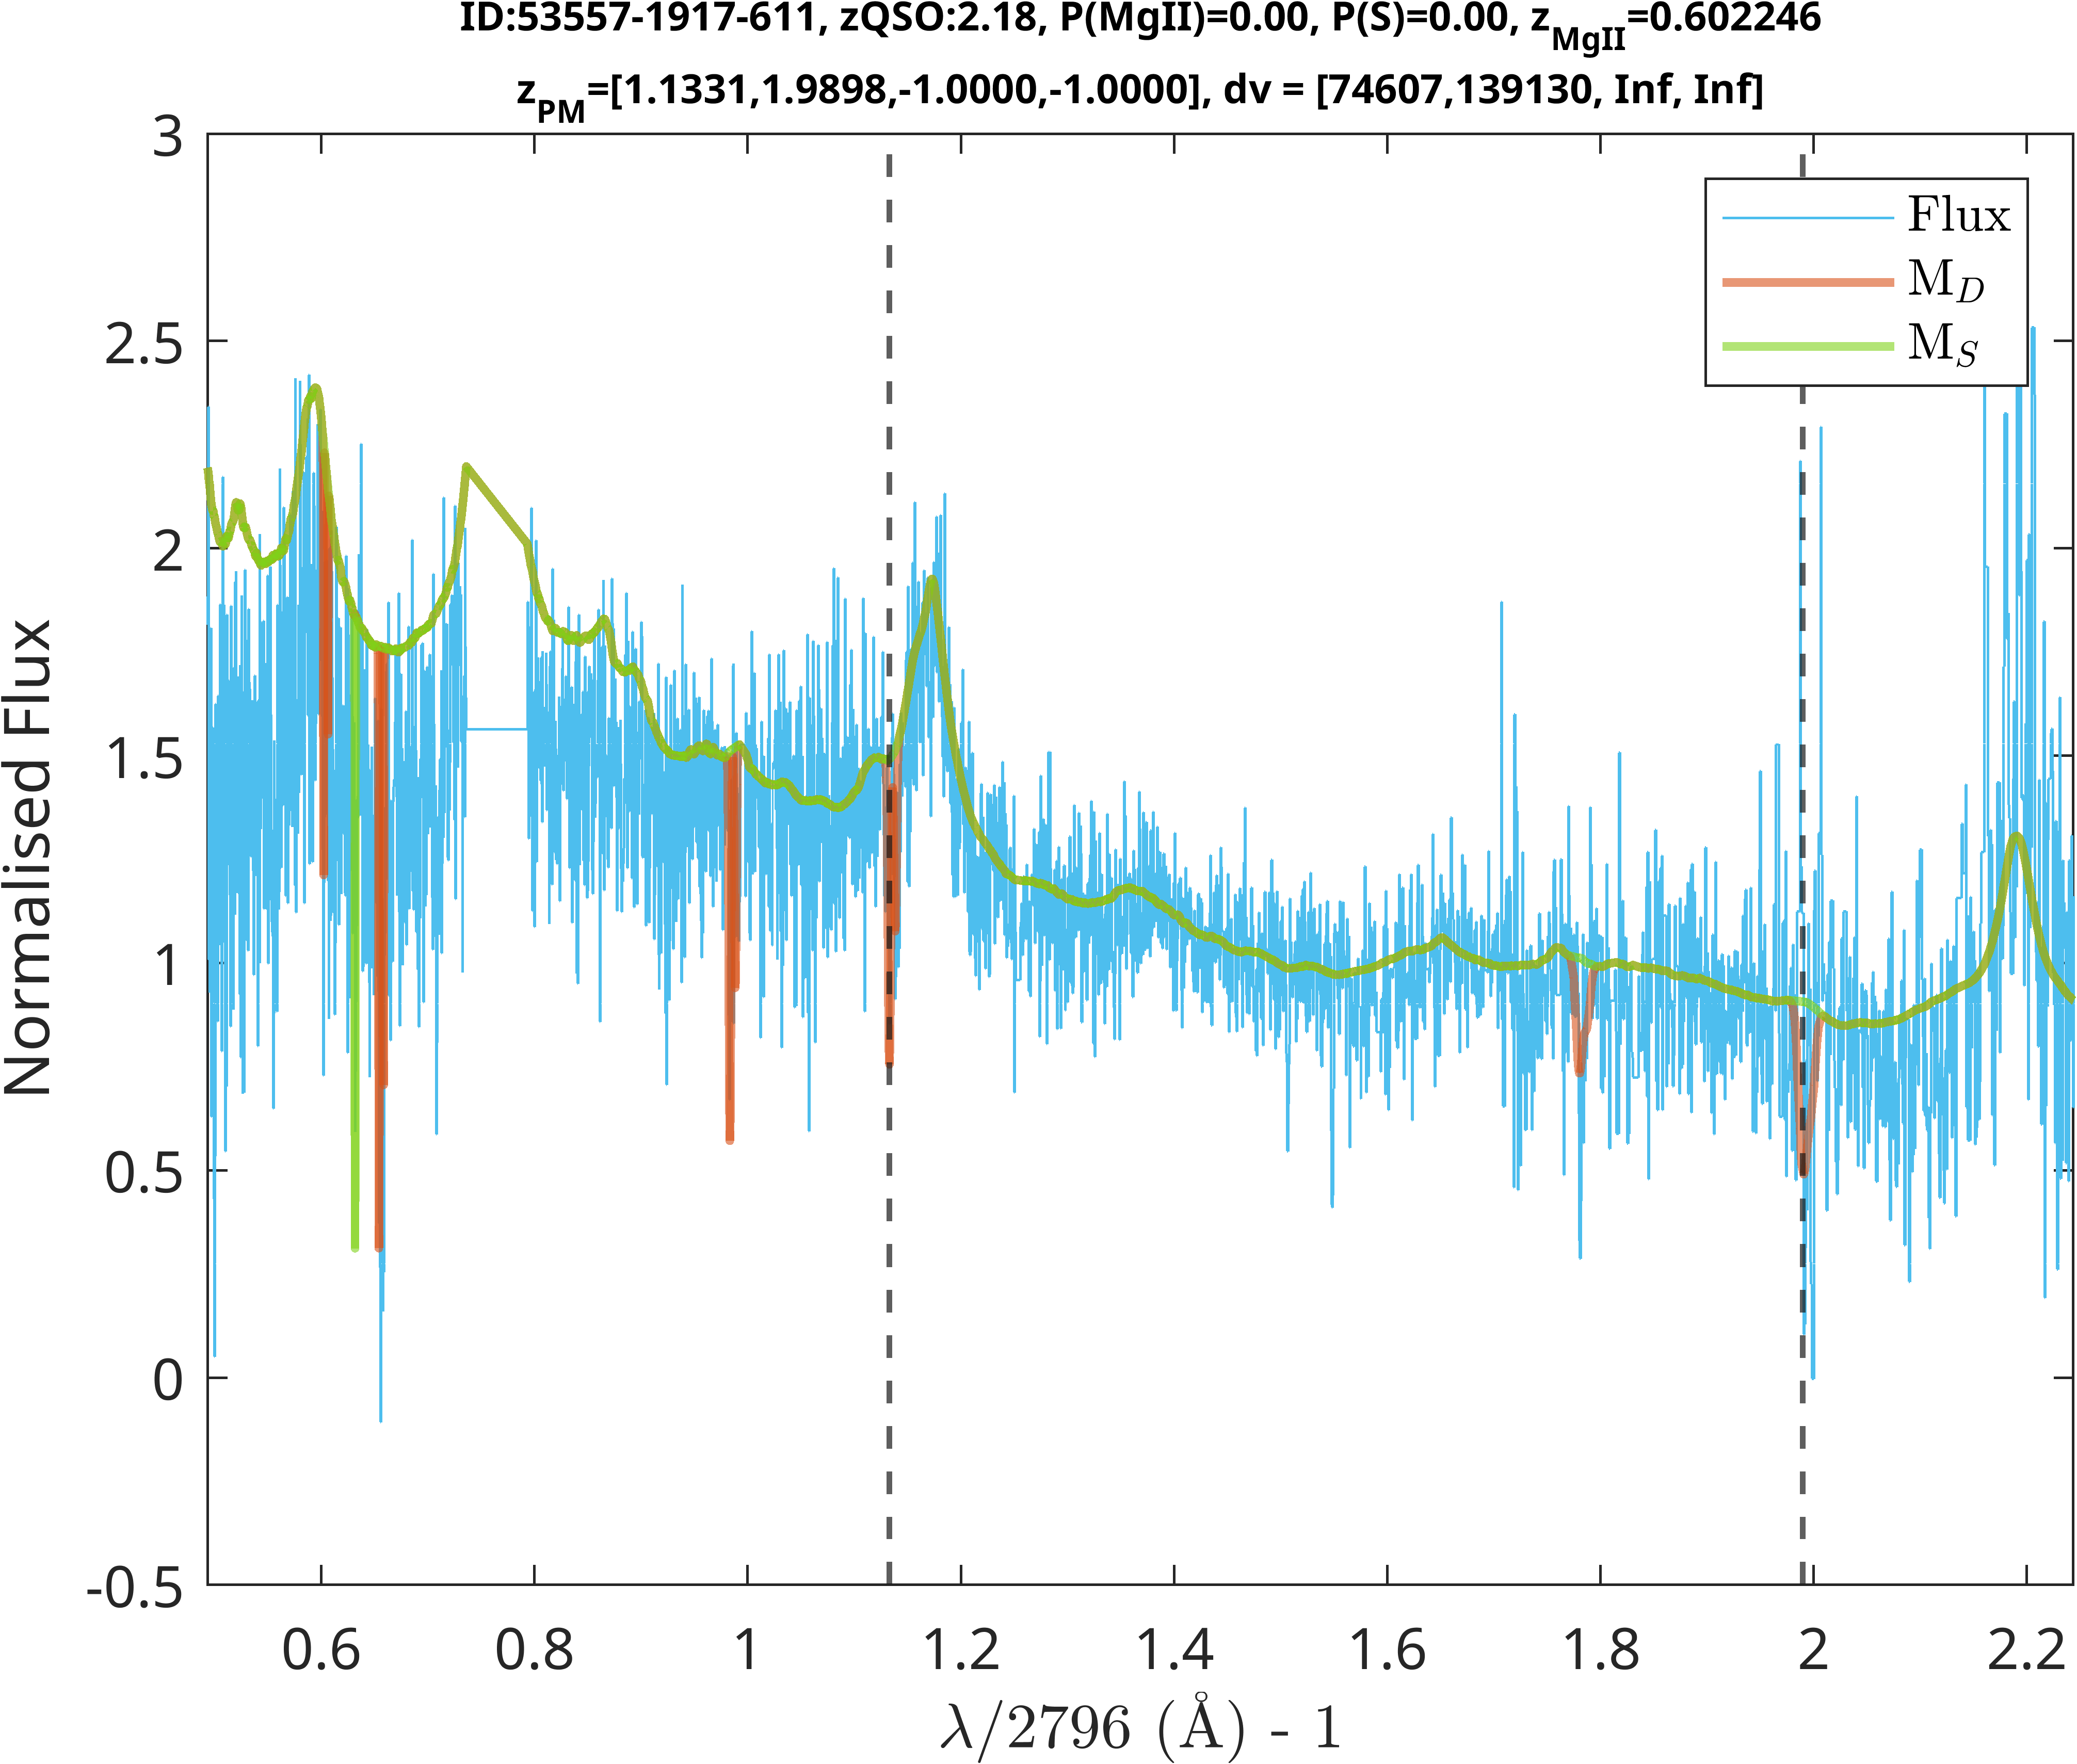 ID:53557-1917-611, zQSO:2.18, P(MgII)=0.00, P(S)=0.00, zMgII=0.602246
zPM=[1.1331,1.9898,-1.0000,-1.0000], dv = [74607,139130, Inf, Inf]
3
2.5
2
1.5
1
0.5
0
-0.5
Normalised Flux
Flux
MD
MS
0.6
0.8
1
1.2
1.4
1.6
1.8
2
2.2
λ/2796 (Å) - 1